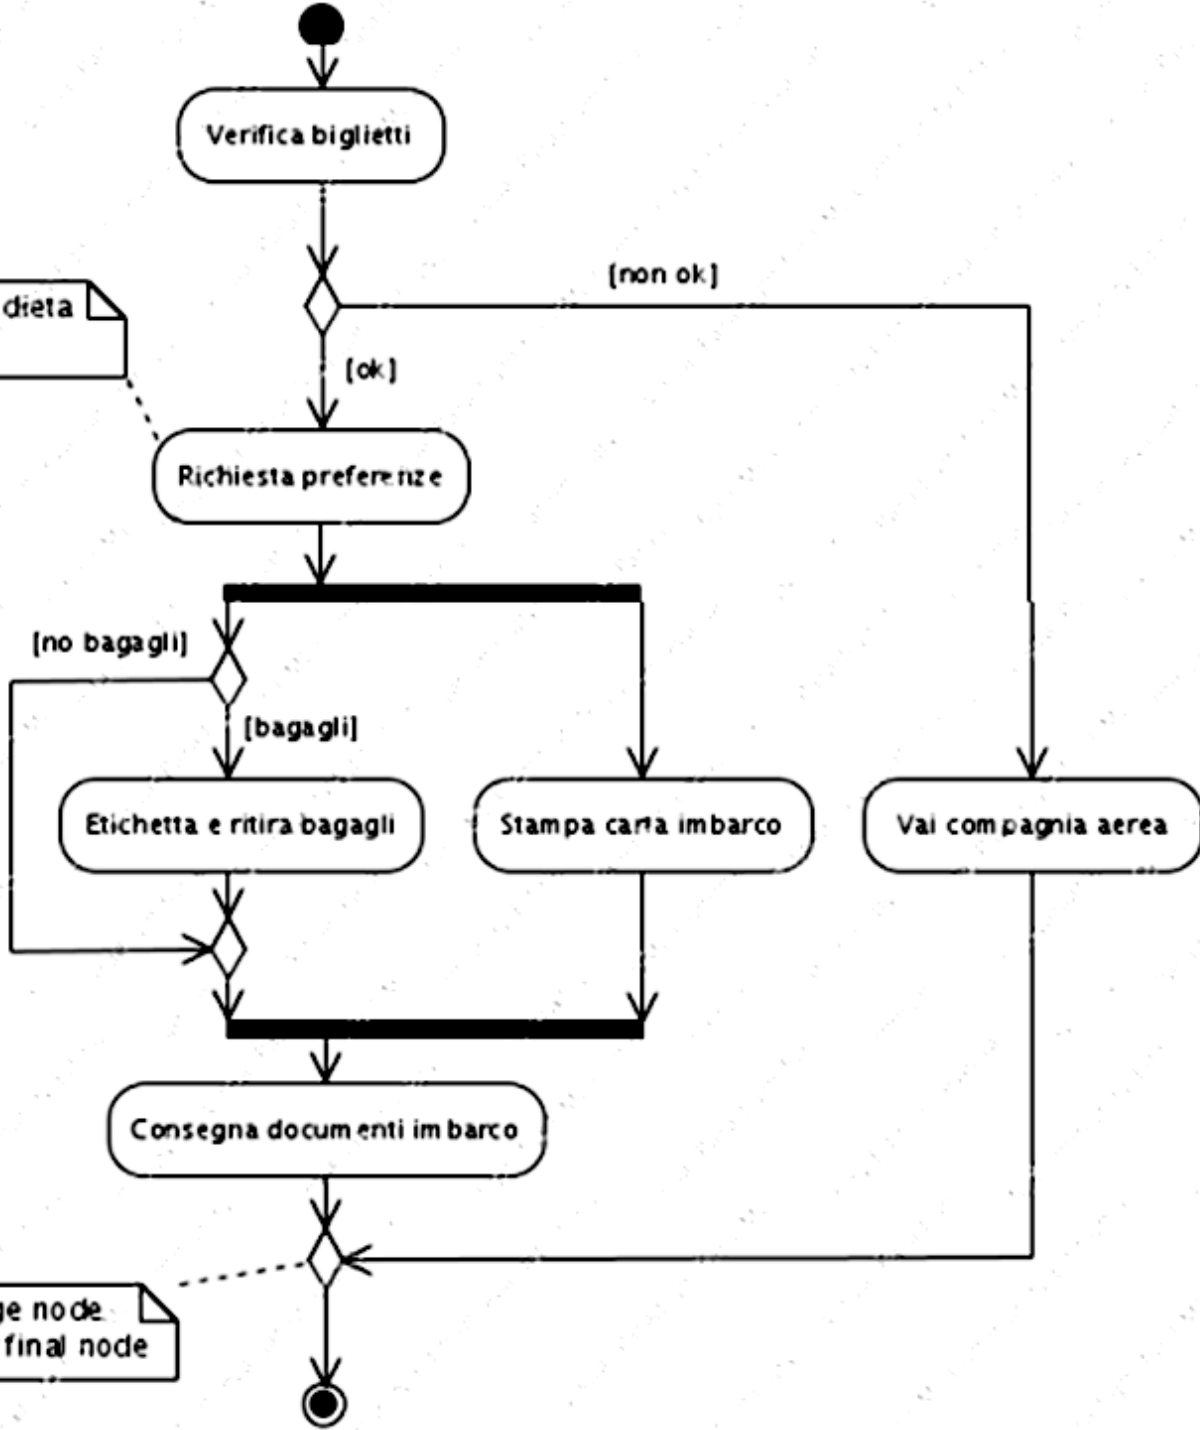 Verifica biglietti
[non ok]
dieta
[ok]
Richiesta preferenze
[no bagagli]
[bagagli]
Etichetta e ritira bagagli
Stampa carta imbarco
Vai compagnia aerea
Consegna documenti imbarco
node
final node